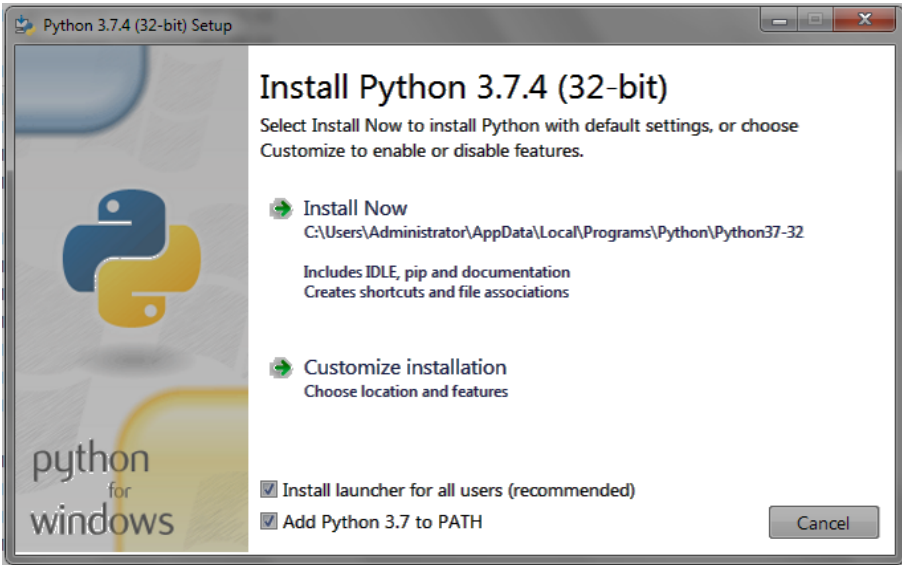 Python 3.7.4 (32-bit) Setup
Install Python 3.7.4 (32-bit)
Select Install Now to install Python with default settings, or choose
Customize to enable or disable features.
Install Now
C:\Users\Administrator\AppData\Local\Programs\Python\Python37-32
Includes IDLE, pip and documentation
Creates shortcuts and file associations
Customize installation
Choose location and features
python
for
windows
Install launcher for all users (recommended)
Add Python 3.7 to PATH
Cancel